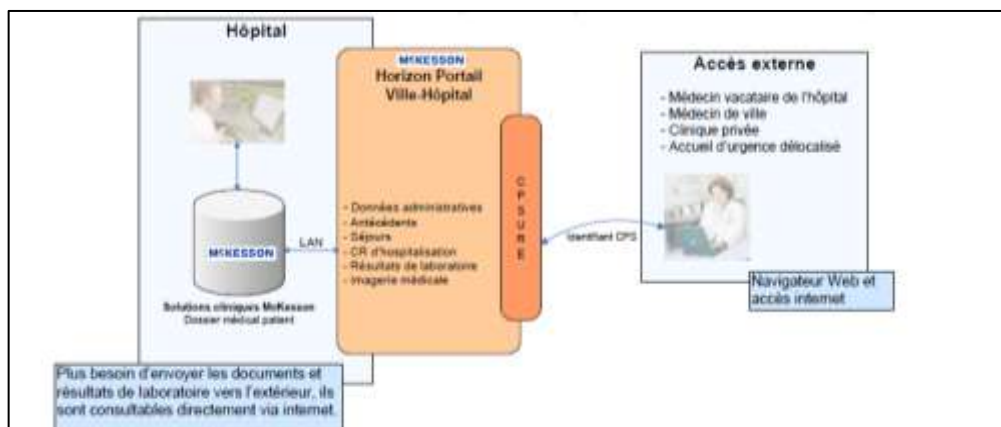 Hôpital
McKESSON
Solutions cliniques McKesson
Dossier médical patient
LAN
McKESSON
Horizon Portail
Ville-Hôpital
- Données administratives
- Antécédents
- Séjours
- CR d'hospitalisation
- Résultats de laboratoire
- Imagerie médicale
CPSURE
Identifiant CPS
Accès externe
- Médecin vacataire de l'hôpital
- Médecin de ville
- Clinique privée
- Accueil d'urgence délocalisé
Navigateur Web et
accès internet
Plus besoin d'envoyer les documents et
résultats de laboratoire vers l'extérieur, ils
sont consultables directement via internet.